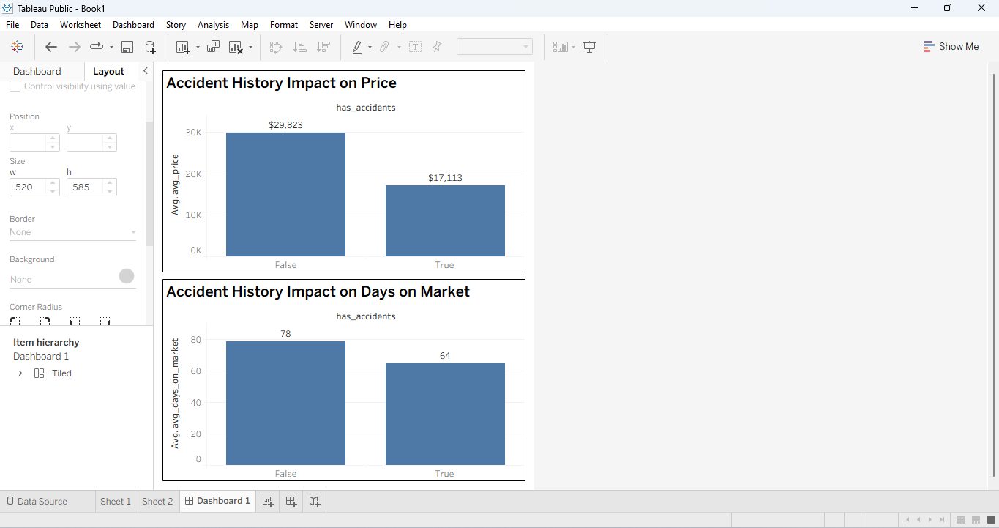 Tableau Public - Book1
File Data Worksheet Dashboard Story Analysis Map Format Server Window Help
Show Me
Dashboard Layout
Control visibility using value
Position
x y
Size
w h
520 585
Border
None
Background
None
Corner Radius
Item hierarchy
Dashboard 1
Tiled
Accident History Impact on Price
has_accidents
$29,823
30K
$17,113
20K
Avg. avg_price
10K
0K
False True
Accident History Impact on Days on Market
has_accidents
78
80
64
60
Avg. avg_days_on_market
40
20
0
False True
Data Source Sheet 1 Sheet 2 Dashboard 1